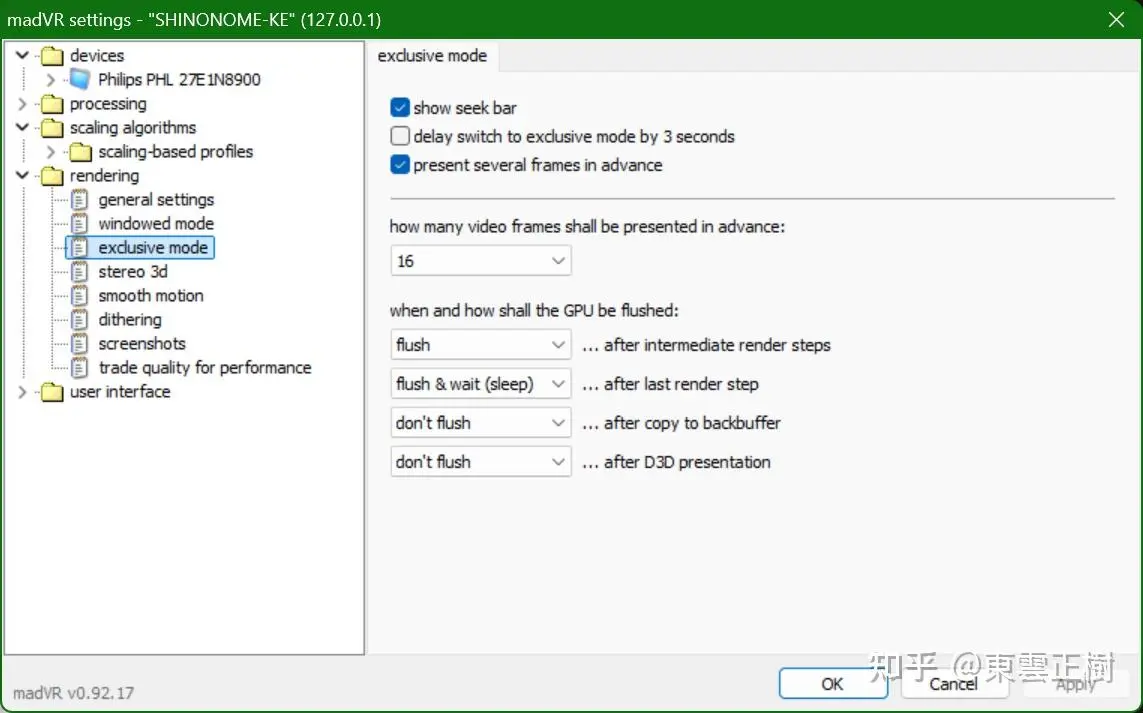 madVR settings - "SHINONOME-KE" (127.0.0.1)
devices
Philips PHL 27E1N8900
processing
scaling algorithms
scaling-based profiles
rendering
general settings
windowed mode
exclusive mode
stereo 3d
smooth motion
dithering
screenshots
trade quality for performance
user interface
exclusive mode
show seek bar
delay switch to exclusive mode by 3 seconds
present several frames in advance
how many video frames shall be presented in advance:
16
when and how shall the GPU be flushed:
flush ... after intermediate render steps
flush & wait (sleep) ... after last render step
don't flush ... after copy to backbuffer
don't flush ... after D3D presentation
知乎 @東雲正樹
madVR v0.92.17
OK Cancel Apply